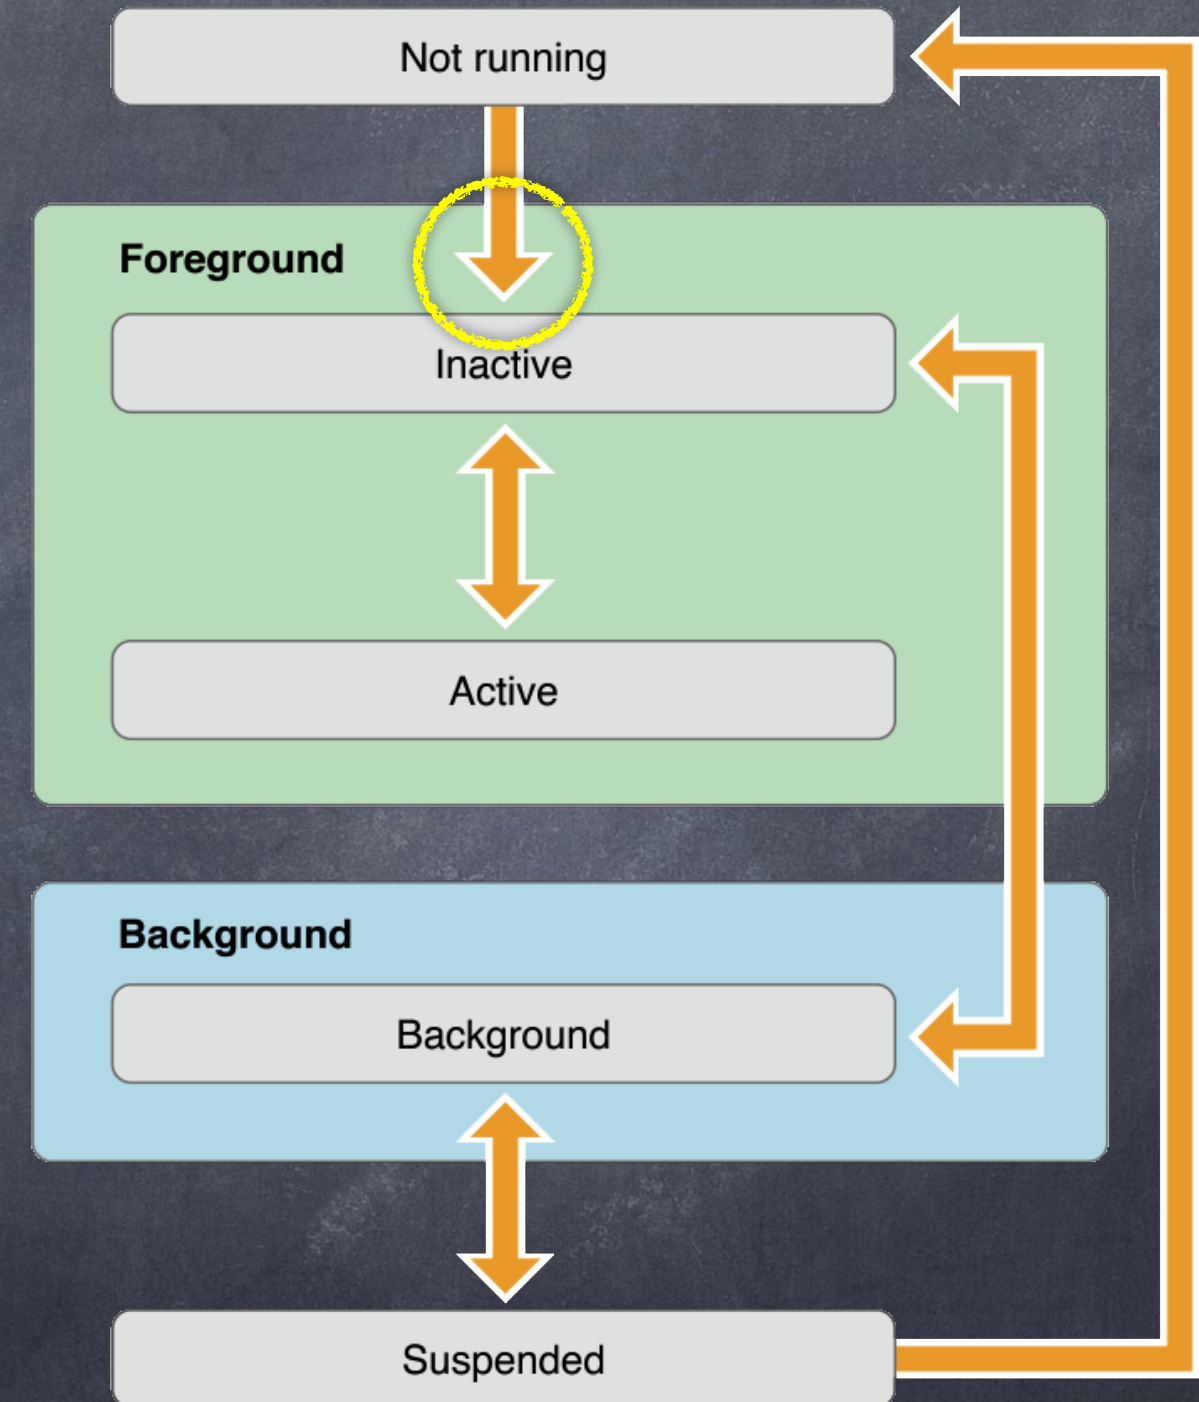 Not running
Foreground
Inactive
Active
Background
Background
Suspended